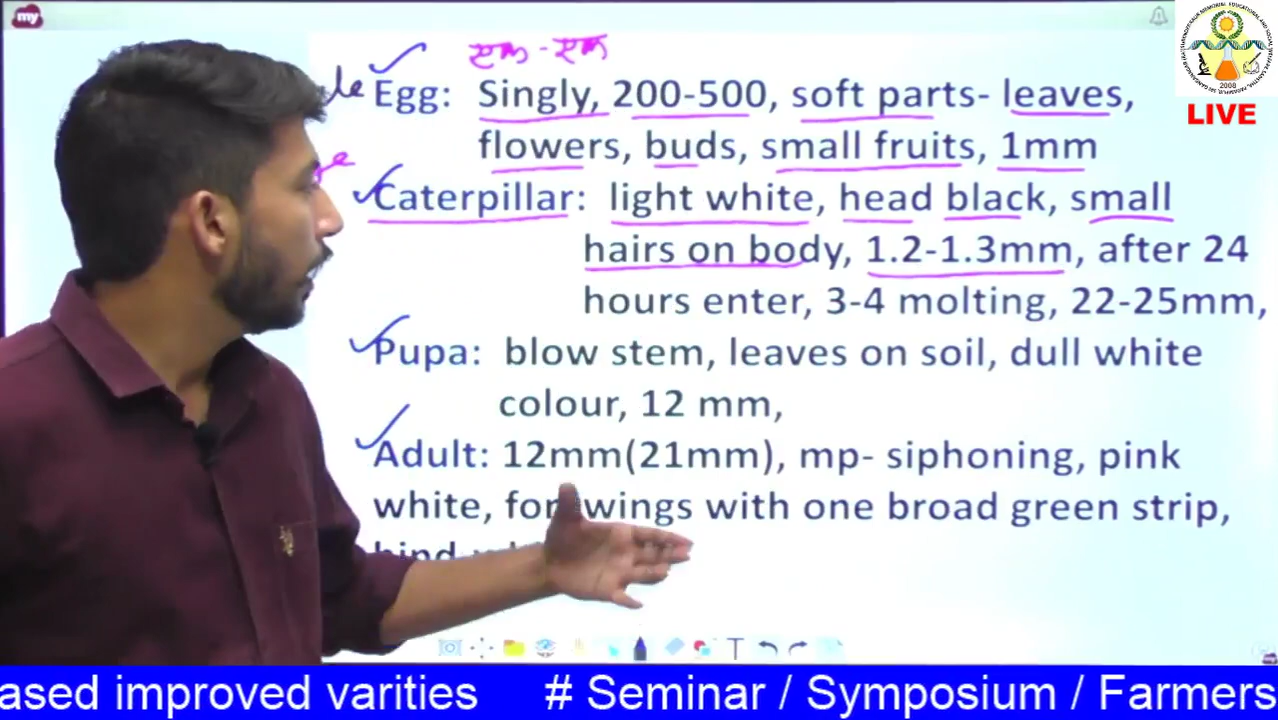 my
एक - एक
Egg: Singly, 200-500, soft parts- leaves,
flowers, buds, small fruits, 1mm
Caterpillar: light white, head black, small
hairs on body, 1.2-1.3mm, after 24
hours enter, 3-4 molting, 22-25mm,
Pupa: blow stem, leaves on soil, dull white
colour, 12 mm,
Adult: 12mm(21mm), mp- siphoning, pink
white, for wings with one broad green strip,
hind
2008
LIVE
ased improved varities # Seminar / Symposium / Farmers